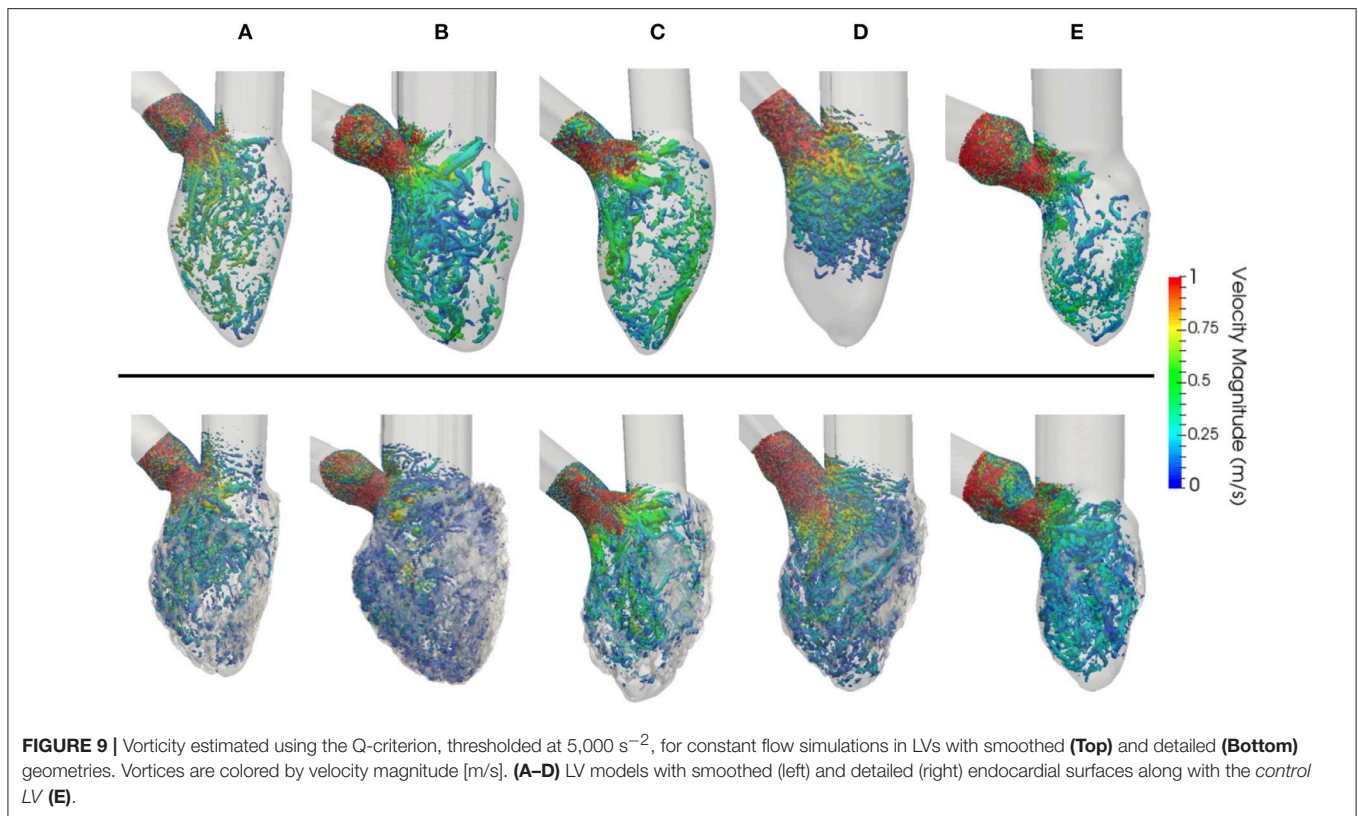 A B C D E
1
0.75
0.5
0.25
0
Velocity Magnitude (m/s)
FIGURE 9 | Vorticity estimated using the Q-criterion, thresholded at 5,000 s⁻², for constant flow simulations in LVs with smoothed (Top) and detailed (Bottom)
geometries. Vortices are colored by velocity magnitude [m/s]. (A–D) LV models with smoothed (left) and detailed (right) endocardial surfaces along with the control
LV (E).